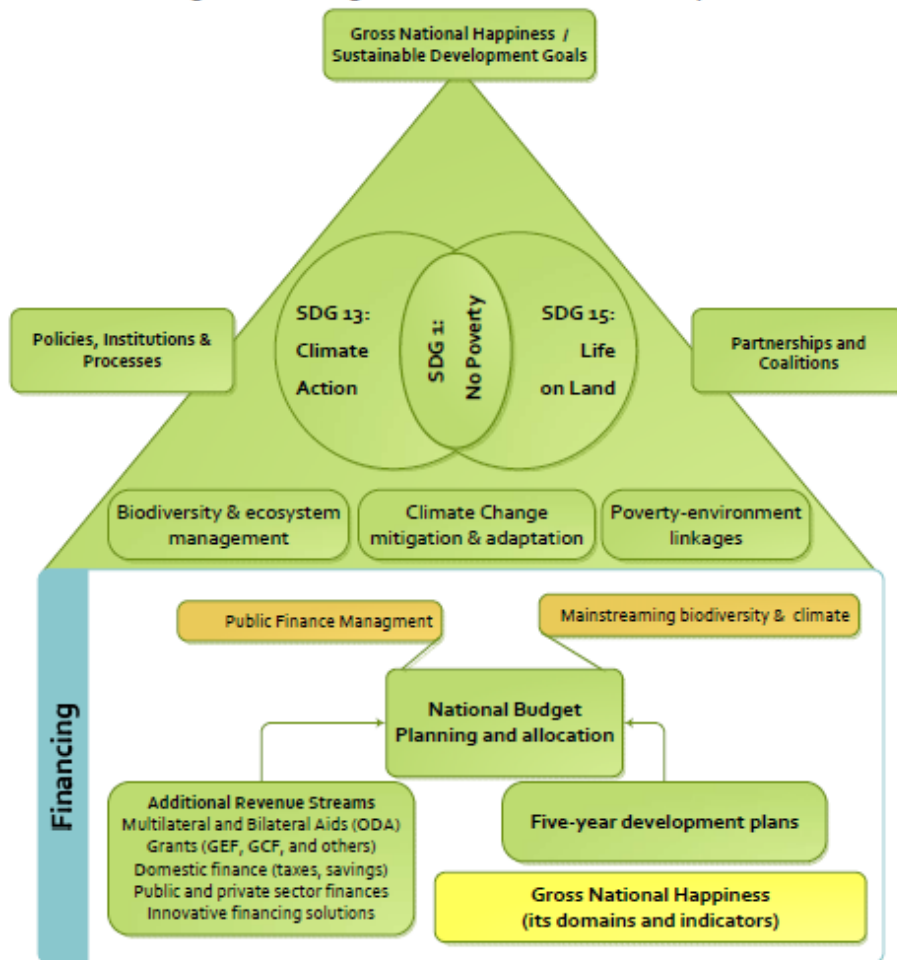 Gross National Happiness /
Sustainable Development Goals
Policies, Institutions &
Processes
SDG 13:
Climate
Action
SDG 1:
No Poverty
SDG 15:
Life
on Land
Partnerships and
Coalitions
Biodiversity & ecosystem
management
Climate Change
mitigation & adaptation
Poverty-environment
linkages
Financing
Public Finance Managment
Mainstreaming biodiversity & climate
National Budget
Planning and allocation
Additional Revenue Streams
Multilateral and Bilateral Aids (ODA)
Grants (GEF, GCF, and others)
Domestic finance (taxes, savings)
Public and private sector finances
Innovative financing solutions
Five-year development plans
Gross National Happiness
(its domains and indicators)